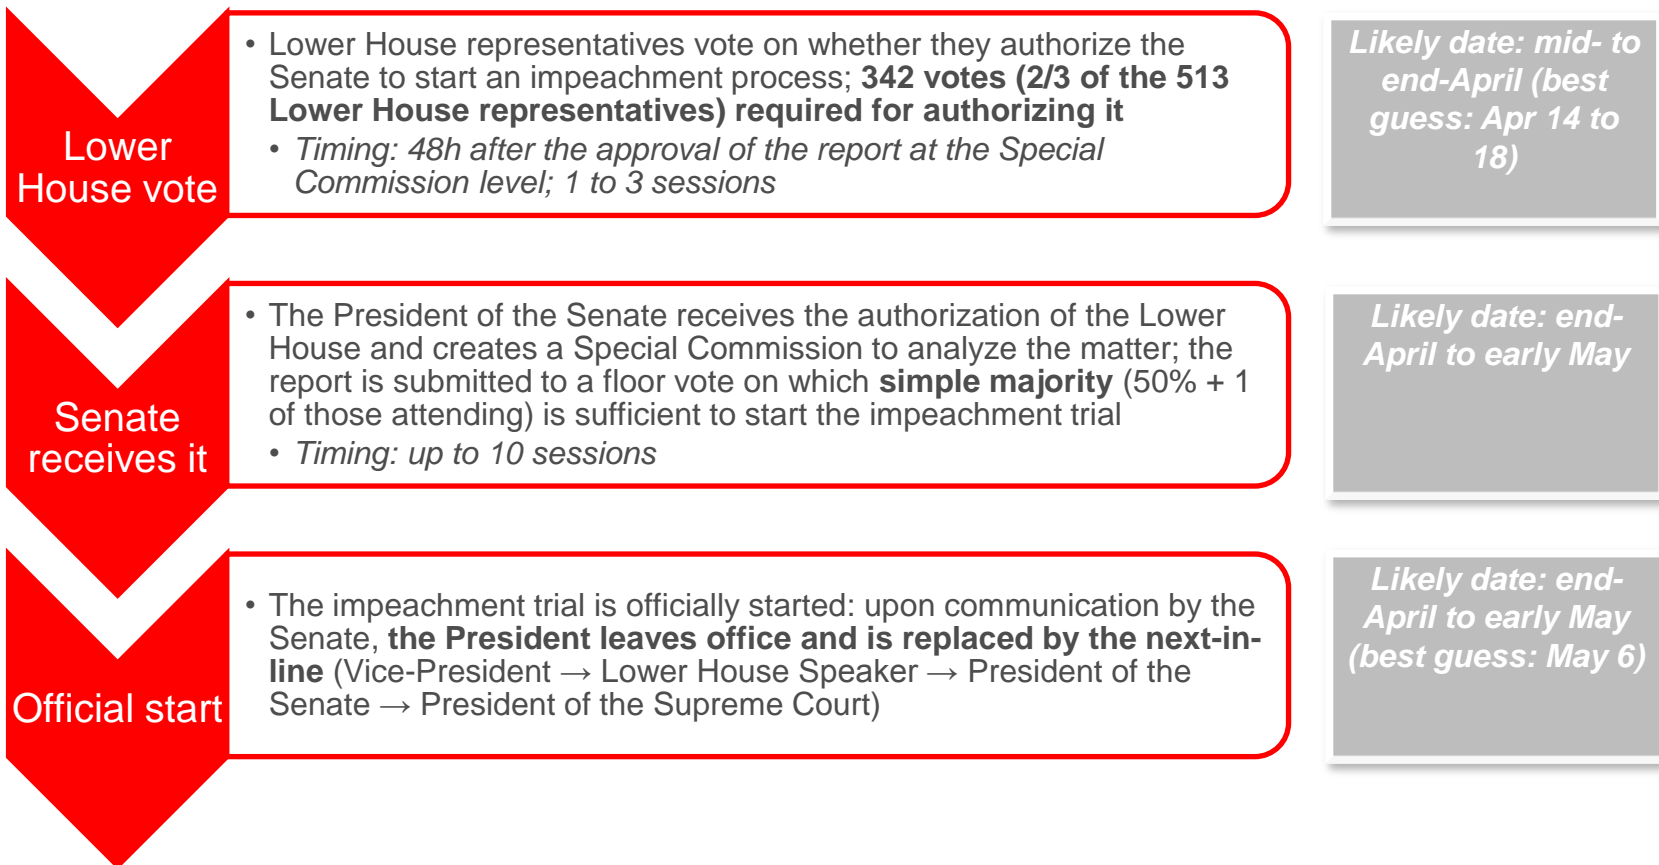 Lower
House vote
• Lower House representatives vote on whether they authorize the
Senate to start an impeachment process; 342 votes (2/3 of the 513
Lower House representatives) required for authorizing it
• Timing: 48h after the approval of the report at the Special
Commission level; 1 to 3 sessions
Likely date: mid- to
end-April (best
guess: Apr 14 to
18)
Senate
receives it
• The President of the Senate receives the authorization of the Lower
House and creates a Special Commission to analyze the matter; the
report is submitted to a floor vote on which simple majority (50% + 1
of those attending) is sufficient to start the impeachment trial
• Timing: up to 10 sessions
Likely date: end-
April to early May
Official start
• The impeachment trial is officially started: upon communication by the
Senate, the President leaves office and is replaced by the next-in-
line (Vice-President → Lower House Speaker → President of the
Senate → President of the Supreme Court)
Likely date: end-
April to early May
(best guess: May 6)